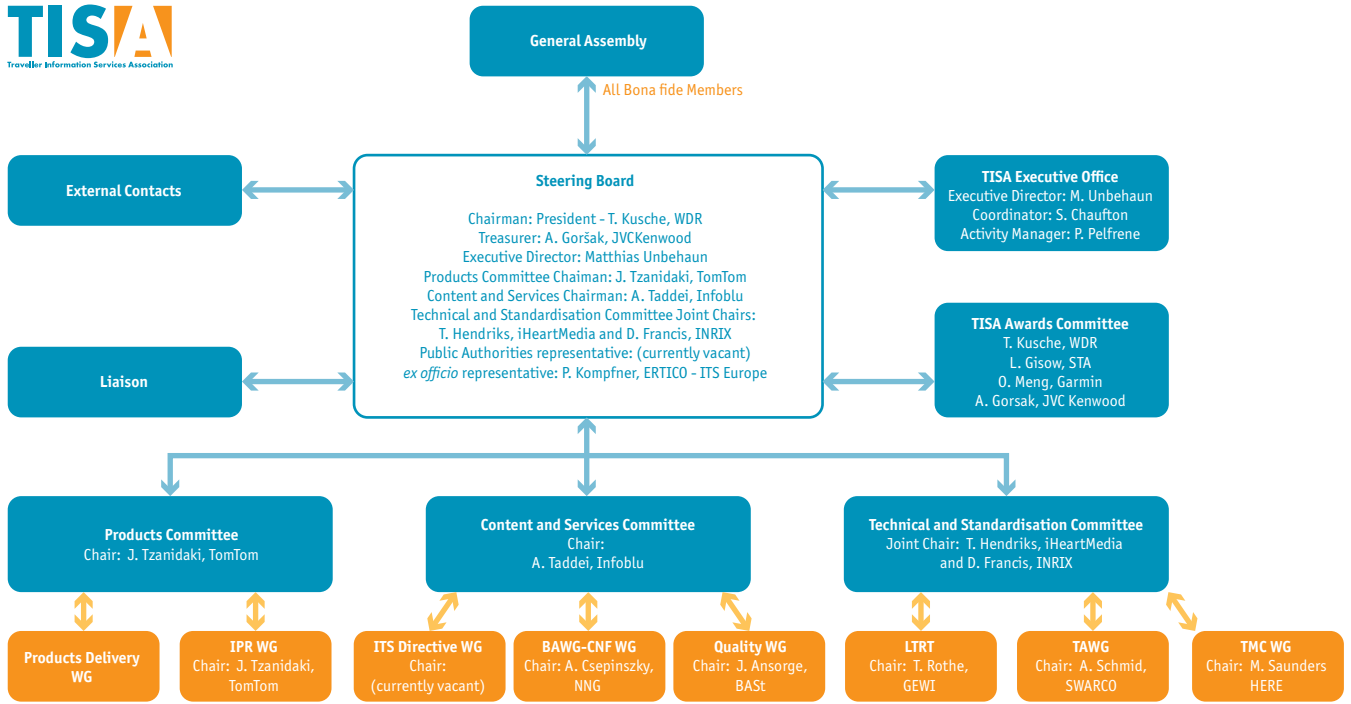 TISA
Traveller Information Services Association
General Assembly
All Bona fide Members
External Contacts
Liaison
Steering Board
Chairman: President - T. Kusche, WDR
Treasurer: A. Goršak, JVCKenwood
Executive Director: Matthias Unbehaun
Products Committee Chaiman: J. Tzanidaki, TomTom
Content and Services Chairman: A. Taddei, Infoblu
Technical and Standardisation Committee Joint Chairs:
T. Hendriks, iHeartMedia and D. Francis, INRIX
Public Authorities representative: (currently vacant)
ex officio representative: P. Kompfner, ERTICO - ITS Europe
TISA Executive Office
Executive Director: M. Unbehaun
Coordinator: S. Chaufton
Activity Manager: P. Pelfrene
TISA Awards Committee
T. Kusche, WDR
L. Gisow, STA
O. Meng, Garmin
A. Gorsak, JVC Kenwood
Products Committee
Chair: J. Tzanidaki, TomTom
Content and Services Committee
Chair:
A. Taddei, Infoblu
Technical and Standardisation Committee
Joint Chair: T. Hendriks, iHeartMedia
and D. Francis, INRIX
Products Delivery
WG
IPR WG
Chair: J. Tzanidaki,
TomTom
ITS Directive WG
Chair:
(currently vacant)
BAWG-CNF WG
Chair: A. Csepinszky,
NNG
Quality WG
Chair: J. Ansorge,
BASt
LTRT
Chair: T. Rothe,
GEWI
TAWG
Chair: A. Schmid,
SWARCO
TMC WG
Chair: M. Saunders
HERE